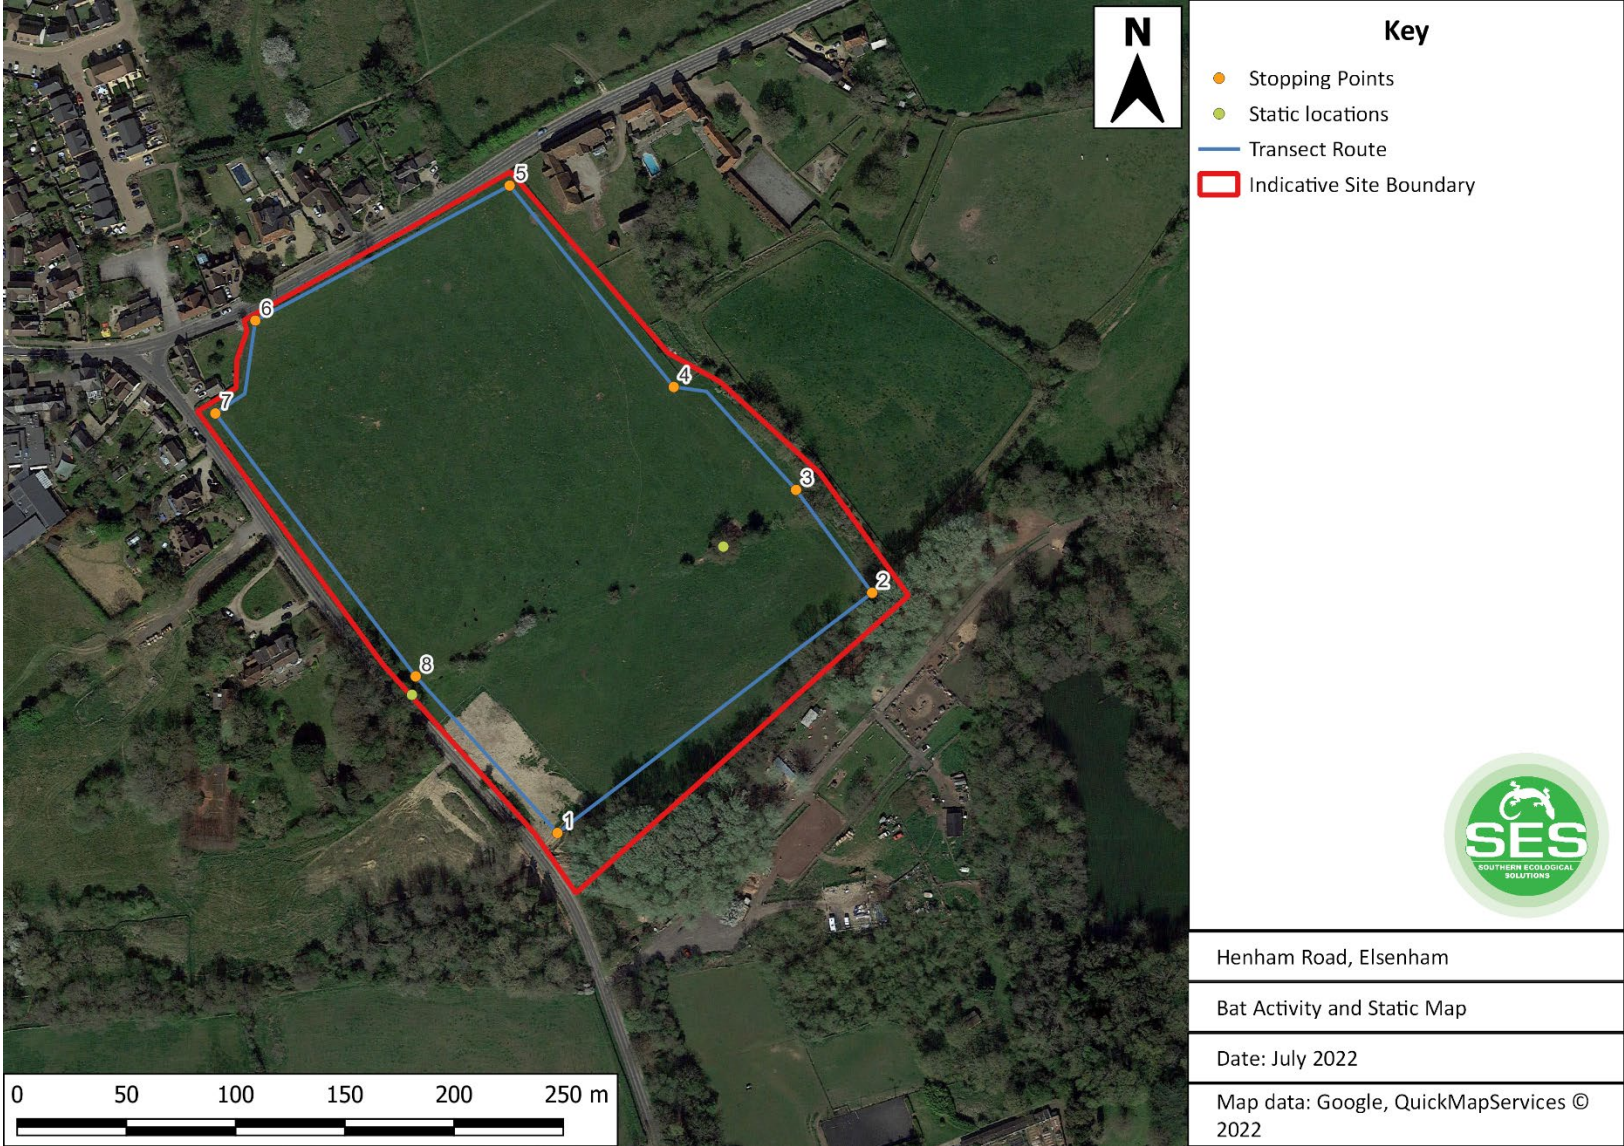 N
5
6
4
7
3
2
8
1
0 50 100 150 200 250 m
Key
Stopping Points
Static locations
Transect Route
Indicative Site Boundary
SES
SOUTHERN ECOLOGICAL
SOLUTIONS
Henham Road, Elsenham
Bat Activity and Static Map
Date: July 2022
Map data: Google, QuickMapServices ©
2022